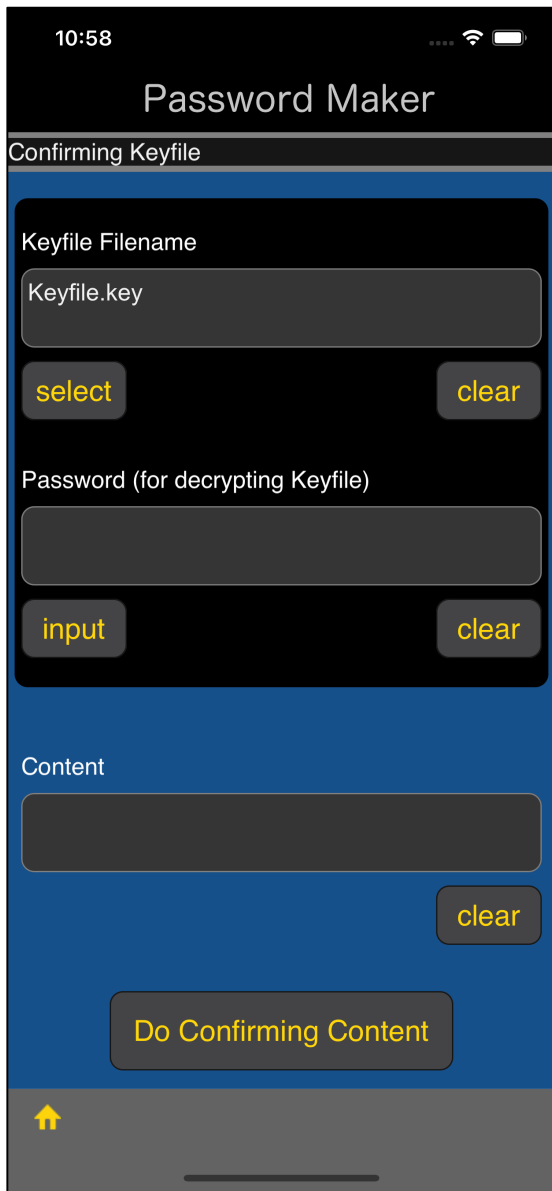 10:58
Password Maker
Confirming Keyfile
Keyfile Filename
Keyfile.key
select
clear
Password (for decrypting Keyfile)
input
clear
Content
clear
Do Confirming Content